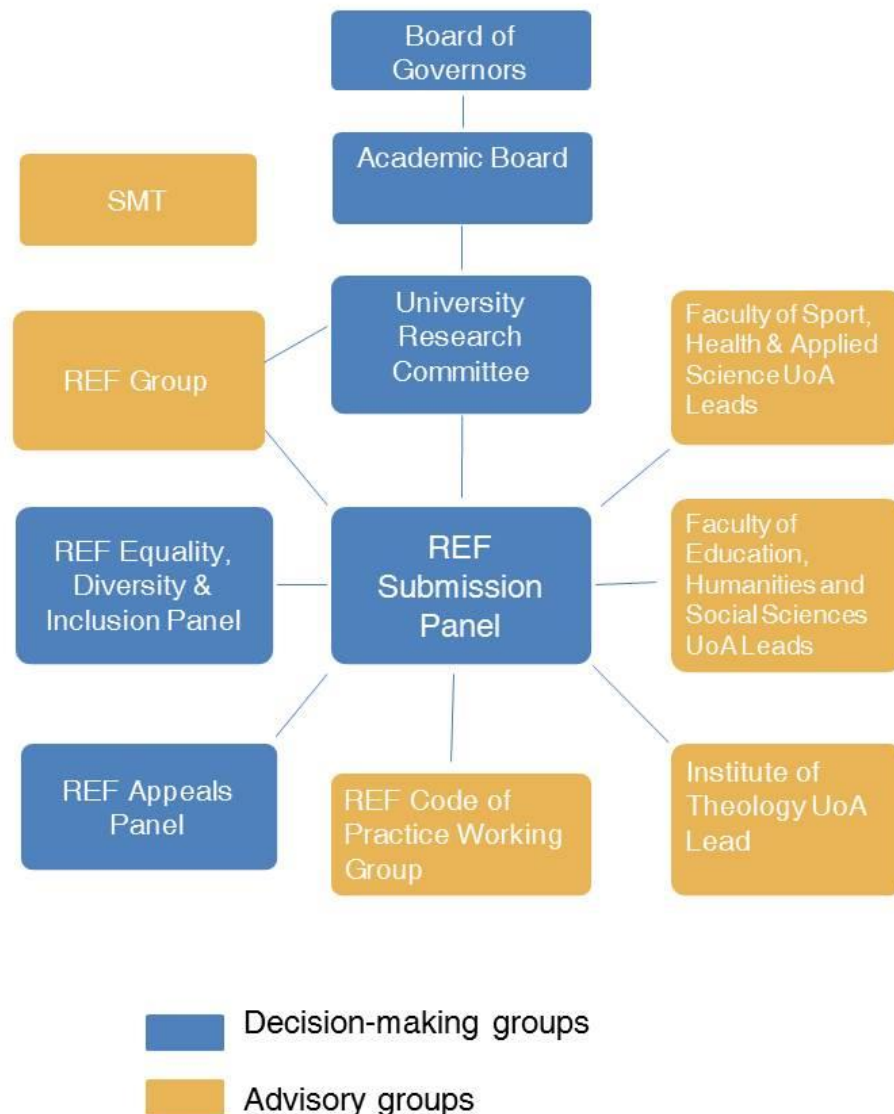 Board of
Governors
Academic Board
SMT
University
Research
Committee
REF Group
Faculty of Sport,
Health & Applied
Science UoA
Leads
REF Equality,
Diversity &
Inclusion Panel
REF
Submission
Panel
Faculty of
Education,
Humanities and
Social Sciences
UoA Leads
REF Appeals
Panel
REF Code of
Practice Working
Group
Institute of
Theology UoA
Lead
Decision-making groups
Advisory groups